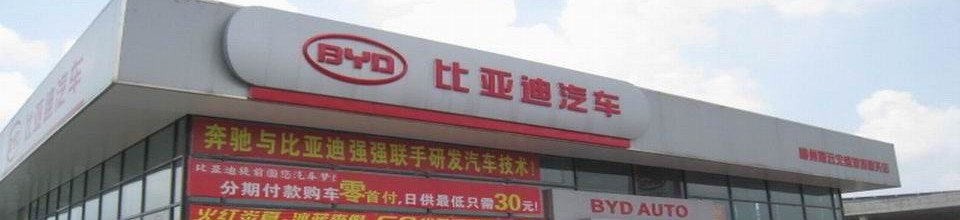 BYD 比亚迪汽车
比亚迪汽车
奔驰与比亚迪强强联手研发汽车技术!
比亚迪提前圆您汽车梦!
分期付款购车零首付,日供最低只需30元!
BYD AUTO